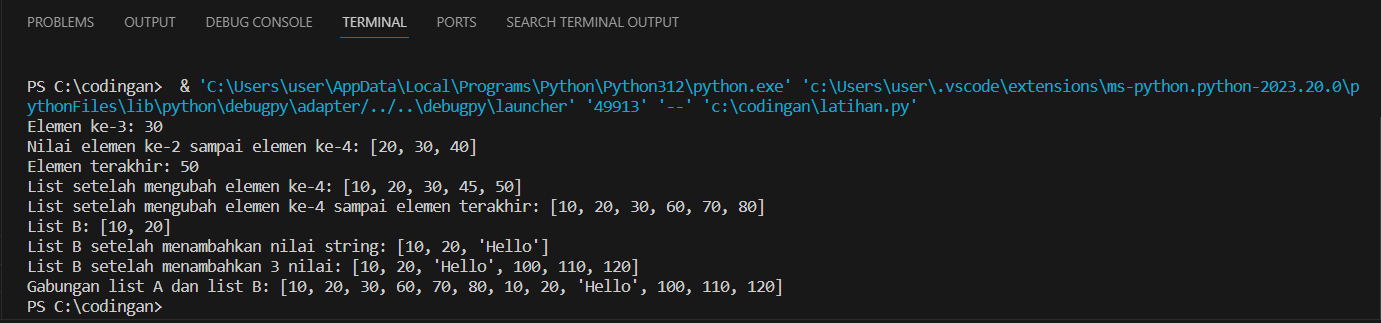 PROBLEMS OUTPUT DEBUG CONSOLE TERMINAL PORTS SEARCH TERMINAL OUTPUT
PS C:\codingan>  & 'C:\Users\user\AppData\Local\Programs\Python\Python312\python.exe' 'c:\Users\user\.vscode\extensions\ms-python.python-2023.20.0\p
ythonFiles\lib\python\debugpy\adapter/../..\debugpy\launcher' '49913' '--' 'c:\codingan\latihan.py'
Elemen ke-3: 30
Nilai elemen ke-2 sampai elemen ke-4: [20, 30, 40]
Elemen terakhir: 50
List setelah mengubah elemen ke-4: [10, 20, 30, 45, 50]
List setelah mengubah elemen ke-4 sampai elemen terakhir: [10, 20, 30, 60, 70, 80]
List B: [10, 20]
List B setelah menambahkan nilai string: [10, 20, 'Hello']
List B setelah menambahkan 3 nilai: [10, 20, 'Hello', 100, 110, 120]
Gabungan list A dan list B: [10, 20, 30, 60, 70, 80, 10, 20, 'Hello', 100, 110, 120]
PS C:\codingan>